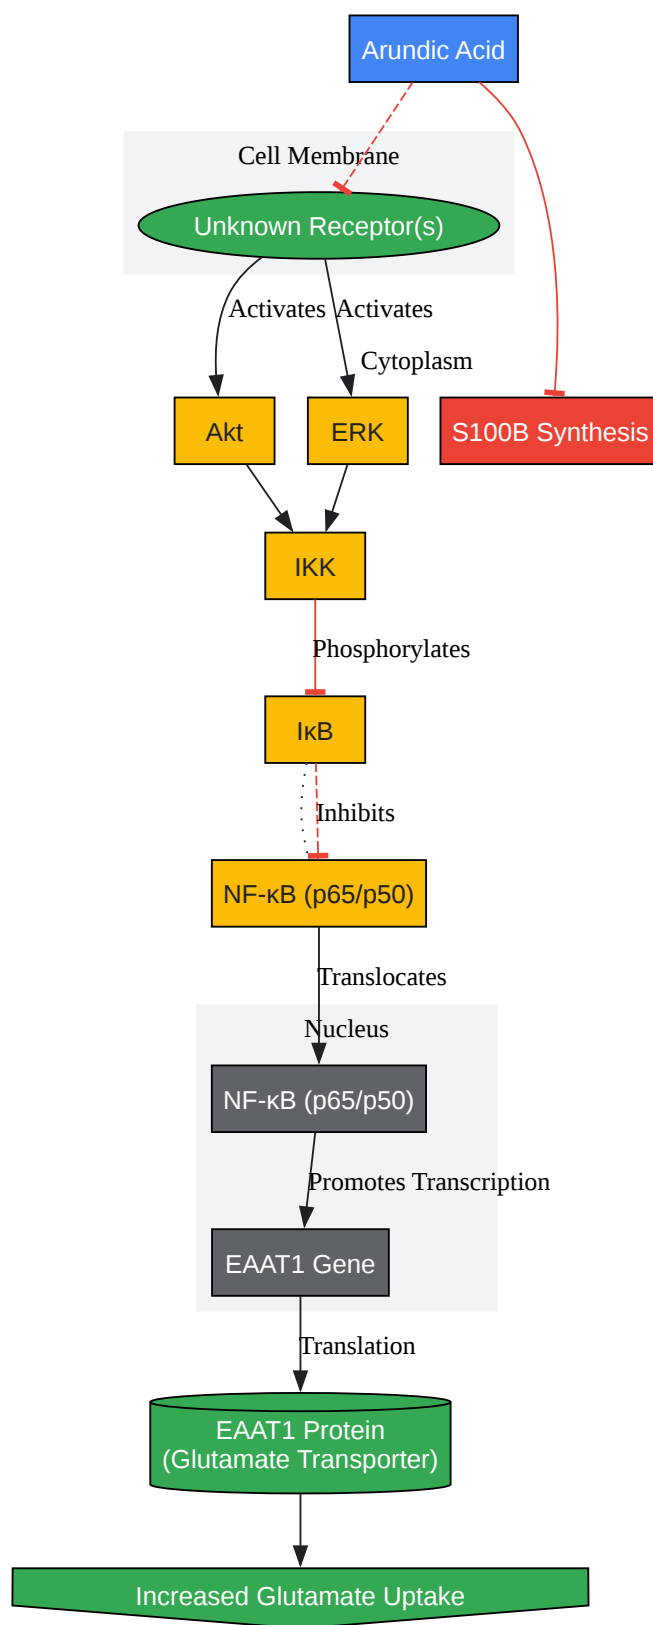 Arundic Acid
Cell Membrane
Unknown Receptor(s)
Activates
Activates
Cytoplasm
Akt
ERK
S100B Synthesis
IKK
Phosphorylates
IκB
Inhibits
NF-κB (p65/p50)
Translocates
Nucleus
NF-κB (p65/p50)
Promotes Transcription
EAAT1 Gene
Translation
EAAT1 Protein
(Glutamate Transporter)
Increased Glutamate Uptake